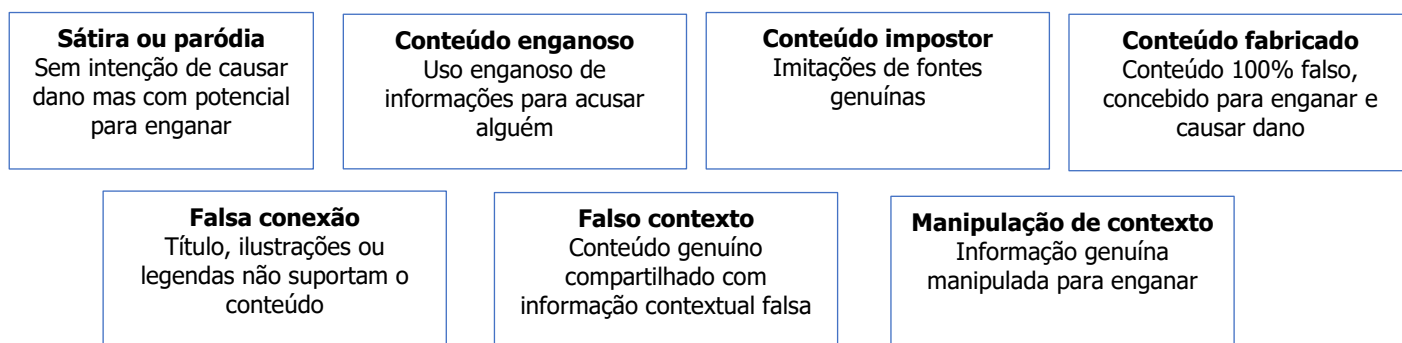 Sátira ou paródia
Sem intenção de causar
dano mas com potencial
para enganar
Conteúdo enganoso
Uso enganoso de
informações para acusar
alguém
Conteúdo impostor
Imitações de fontes
genuínas
Conteúdo fabricado
Conteúdo 100% falso,
concebido para enganar e
causar dano
Falsa conexão
Título, ilustrações ou
legendas não suportam o
conteúdo
Falso contexto
Conteúdo genuíno
compartilhado com
informação contextual falsa
Manipulação de contexto
Informação genuína
manipulada para enganar